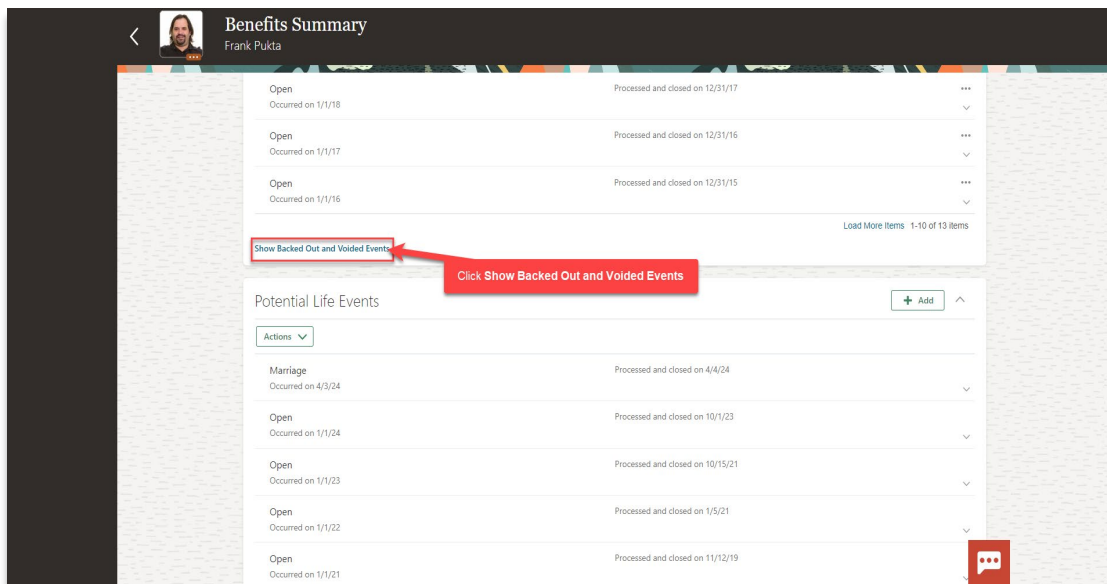 Benefits Summary
Frank Pukta
Open Processed and closed on 12/31/17
Occurred on 1/1/18
Open Processed and closed on 12/31/16
Occurred on 1/1/17
Open Processed and closed on 12/31/15
Occurred on 1/1/16
Load More Items 1-10 of 13 items
Show Backed Out and Voided Events
Click Show Backed Out and Voided Events
Potential Life Events + Add
Actions
Marriage Processed and closed on 4/4/24
Occurred on 4/3/24
Open Processed and closed on 10/1/23
Occurred on 1/1/24
Open Processed and closed on 10/15/21
Occurred on 1/1/23
Open Processed and closed on 1/5/21
Occurred on 1/1/22
Open Processed and closed on 11/12/19
Occurred on 1/1/21